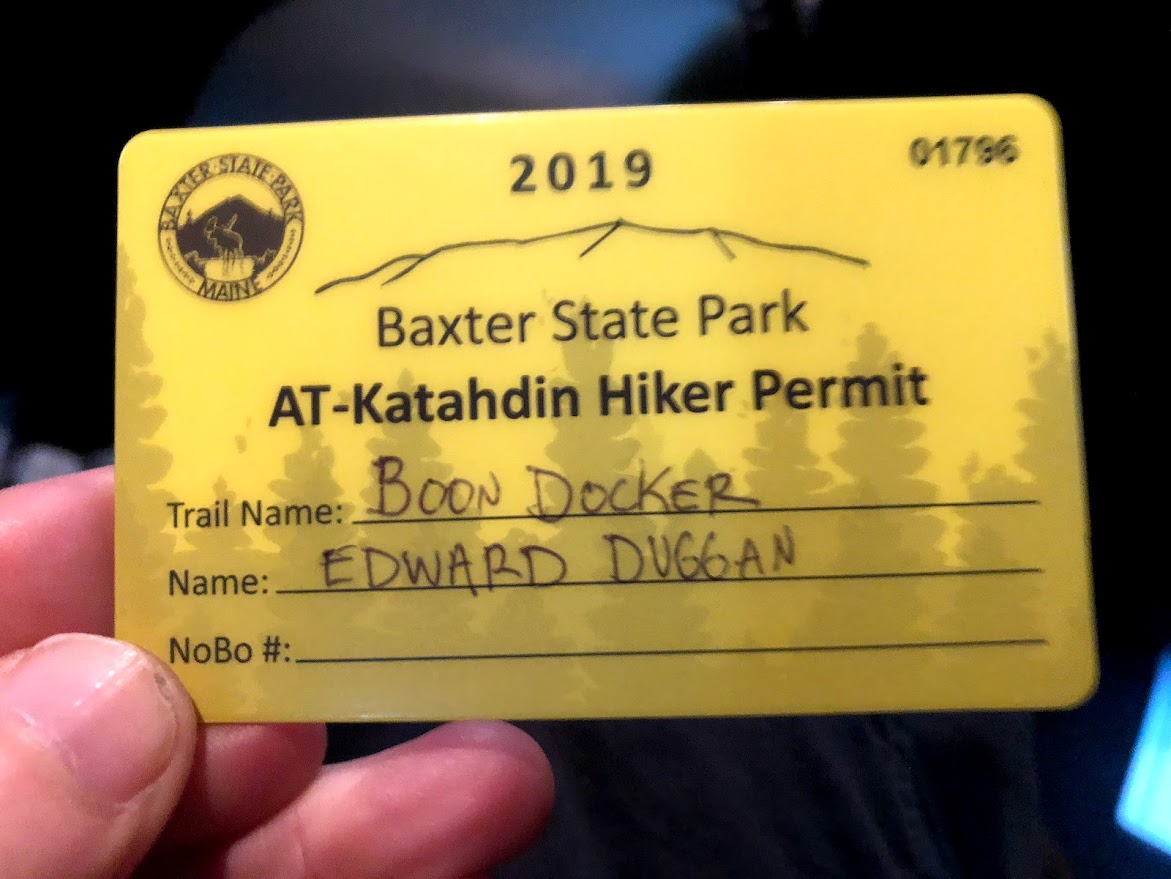 BAXTER·STATE·PARK
MAINE
2019
01796
Baxter State Park
AT-Katahdin Hiker Permit
Trail Name: BOON DOCKER
Name: EDWARD DUGGAN
NoBo #: